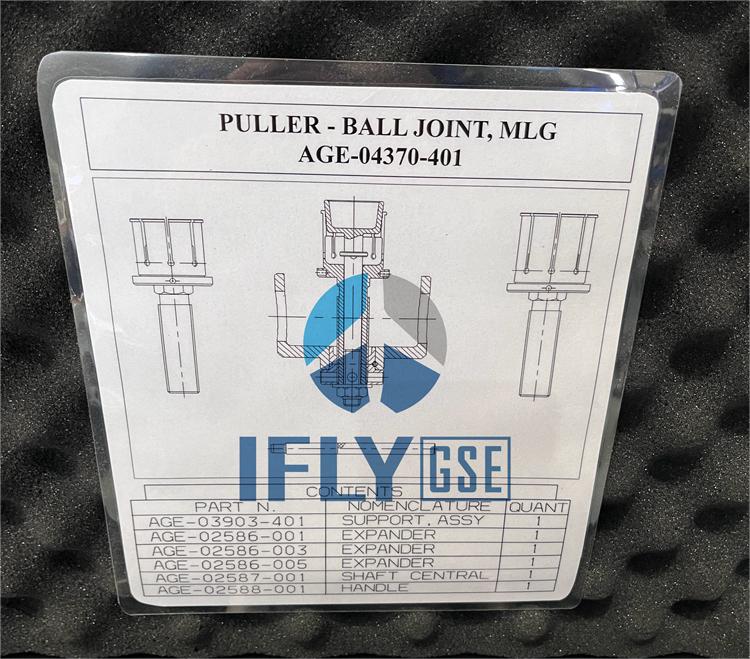 PULLER - BALL JOINT, MLG
AGE-04370-401
IFLY GSE
CONTENTS
PART N. NOMENCLATURE QUANT
AGE-03903-401 SUPPORT, ASSY 1
AGE-02586-001 EXPANDER 1
AGE-02586-003 EXPANDER 1
AGE-02586-005 EXPANDER 1
AGE-02587-001 SHAFT CENTRAL 1
AGE-02588-001 HANDLE 1